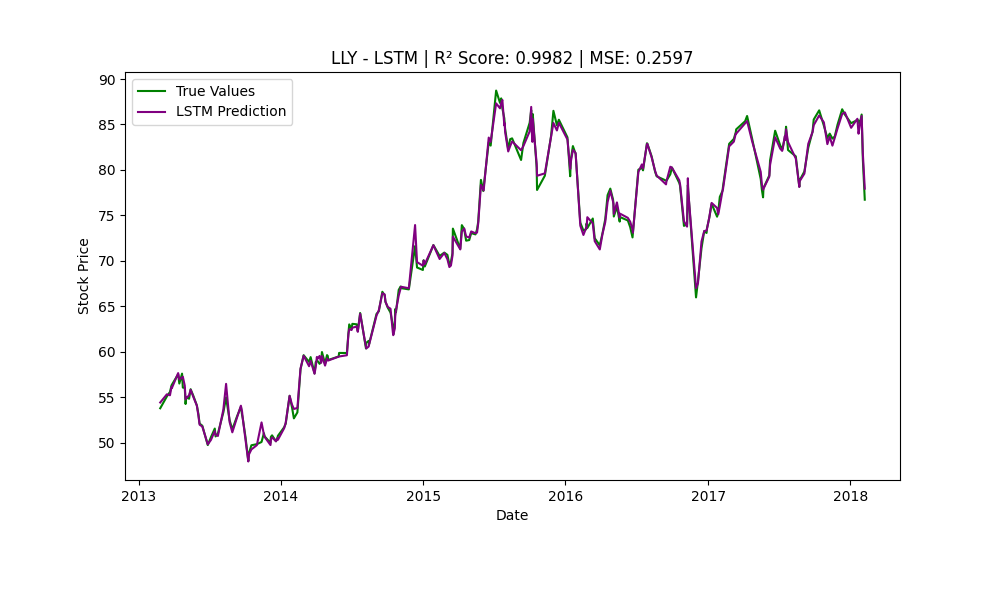 LLY - LSTM | R² Score: 0.9982 | MSE: 0.2597
True Values
LSTM Prediction
90
85
80
75
70
65
60
55
50
Stock Price
2013 2014 2015 2016 2017 2018
Date